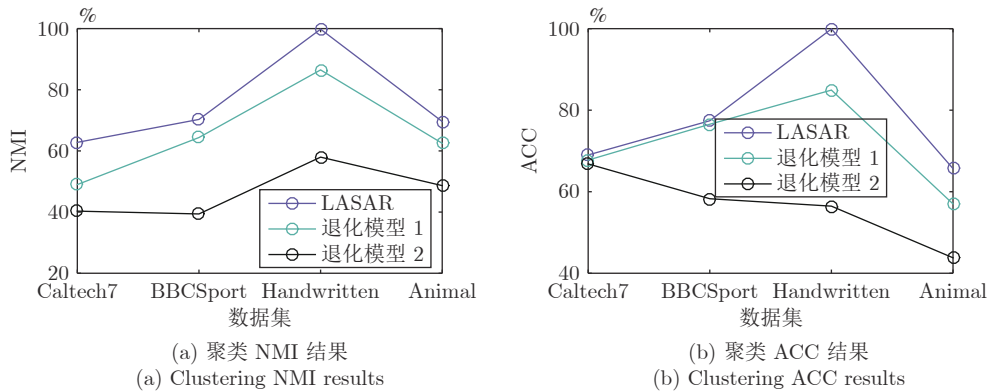 %
100
80
60
40
20
NMI
LASAR
退化模型 1
退化模型 2
Caltech7 BBCSport Handwritten Animal
数据集
(a) 聚类 NMI 结果
(a) Clustering NMI results
%
100
80
60
40
ACC
LASAR
退化模型 1
退化模型 2
Caltech7 BBCSport Handwritten Animal
数据集
(b) 聚类 ACC 结果
(b) Clustering ACC results